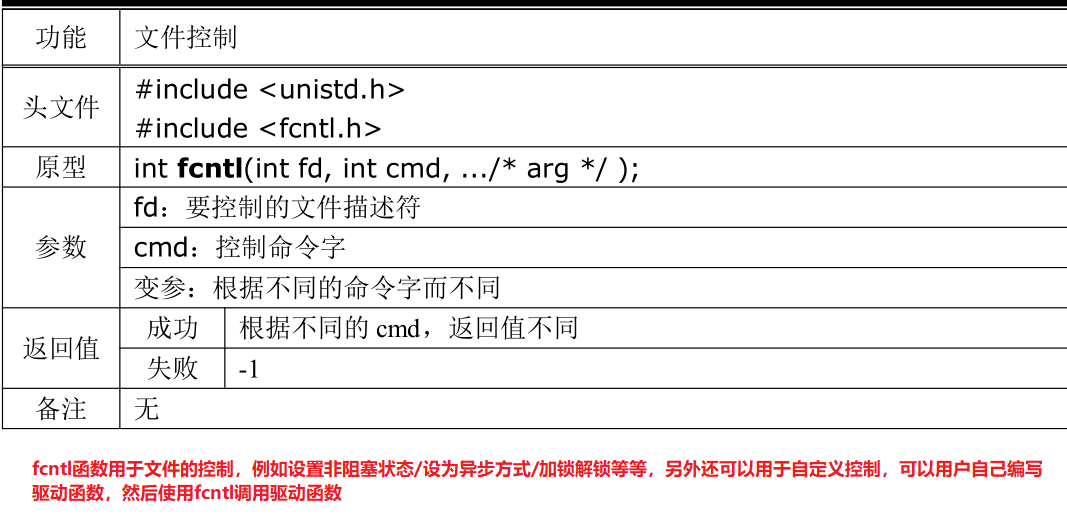 功能 文件控制
头文件 #include <unistd.h>
#include <fcntl.h>
原型 int fcntl(int fd, int cmd, .../* arg */ );
参数 fd：要控制的文件描述符
cmd：控制命令字
变参：根据不同的命令字而不同
返回值 成功 根据不同的 cmd，返回值不同
失败 -1
备注 无
fcntl函数用于文件的控制，例如设置非阻塞状态/设为异步方式/加锁解锁等等，另外还可以用于自定义控制，可以用户自己编写
驱动函数，然后使用fcntl调用驱动函数